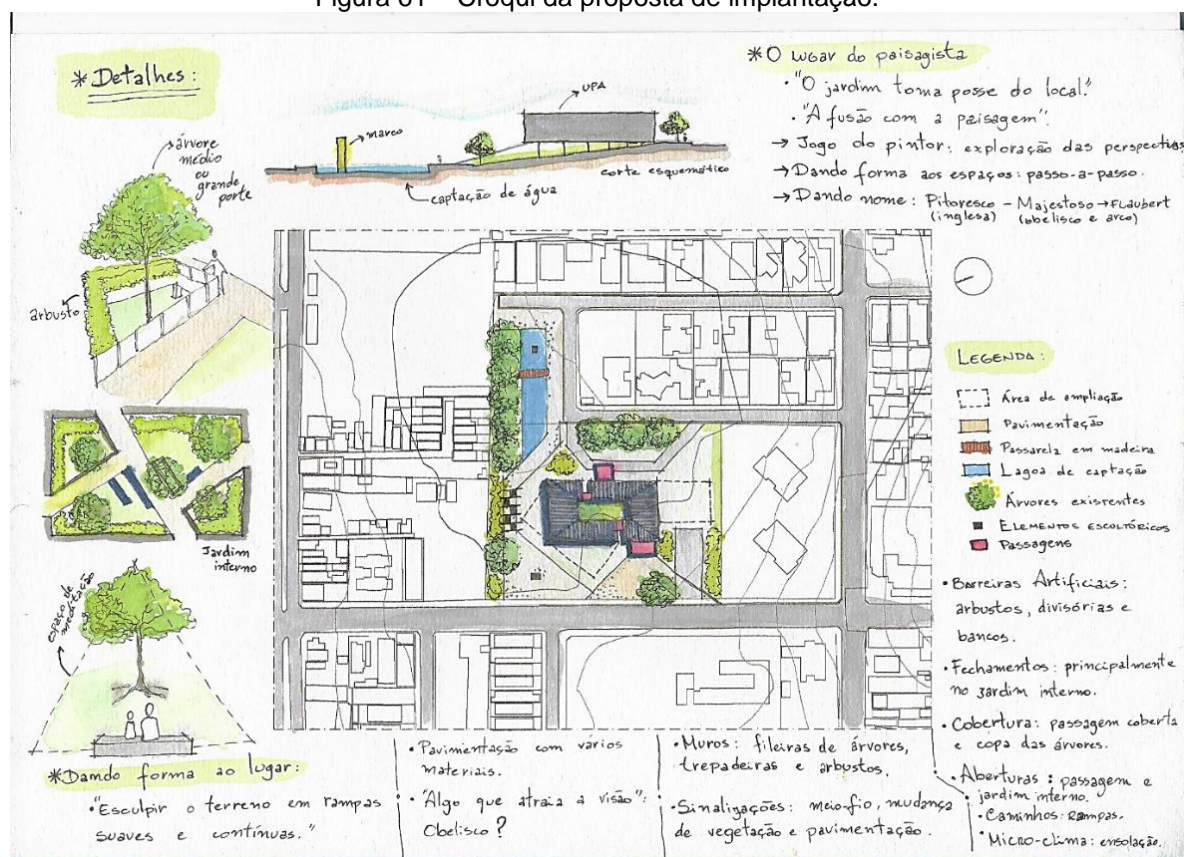 Figura 61 – Croqui da proposta de implantação.
* Detalhes:
árvore
médio
ou
grande
porte
arbusto
Jardim
interno
espaço de
meditação
UPA
marco
corte esquemático
captação de água
* O lugar do paisagista
• "O jardim toma posse do local."
• "A fusão com a paisagem".
→ Jogo do pintor: exploração das perspectivas
→ Dando forma aos espaços: passo-a-passo.
→ Dando nome: Pitoresco – Majestoso → Flaubert
(inglesa) (obelisco e arco)
LEGENDA:
Área de ampliação
Pavimentação
Passarela em madeira
Lagoa de captação
Árvores existentes
ELEMENTOS ESCULTÓRICOS
Passagens
• Barreiras Artificiais:
arbustos, divisórias e
bancos.
• Fechamentos: principalmente
no jardim interno.
• Cobertura: passagem coberta
e copa das árvores.
• Aberturas: passagem e
jardim interno.
• Caminhos: Rampas.
• Micro-clima: ensolação.
* Dando forma ao lugar:
• "Esculpir o terreno em rampas
suaves e contínuas."
• Pavimentação com vários
materiais.
• "Algo que atraia a visão":
Obelisco?
• Muros: fileiras de árvores,
trepadeiras e arbustos.
• Sinalizações: meio-fio, mudança
de vegetação e pavimentação.